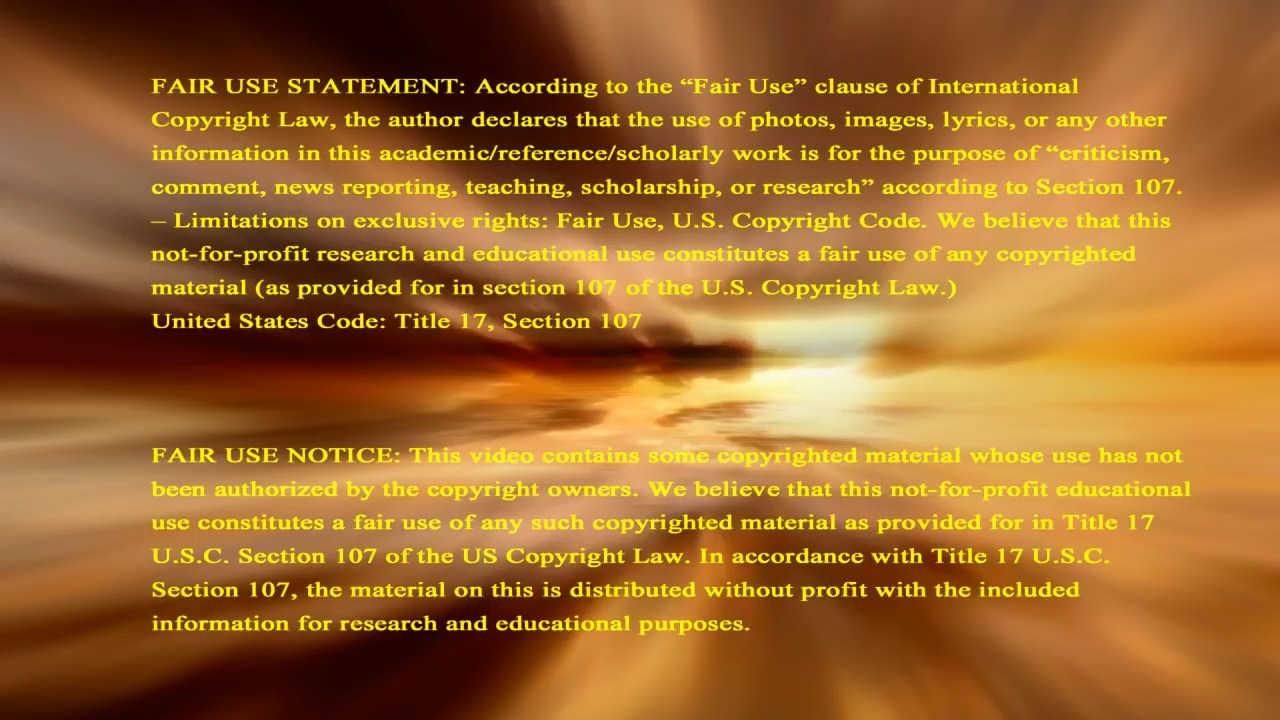 FAIR USE STATEMENT: According to the “Fair Use” clause of International
Copyright Law, the author declares that the use of photos, images, lyrics, or any other
information in this academic/reference/scholarly work is for the purpose of “criticism,
comment, news reporting, teaching, scholarship, or research” according to Section 107.
– Limitations on exclusive rights: Fair Use, U.S. Copyright Code. We believe that this
not-for-profit research and educational use constitutes a fair use of any copyrighted
material (as provided for in section 107 of the U.S. Copyright Law.)
United States Code: Title 17, Section 107
FAIR USE NOTICE: This video contains some copyrighted material whose use has not
been authorized by the copyright owners. We believe that this not-for-profit educational
use constitutes a fair use of any such copyrighted material as provided for in Title 17
U.S.C. Section 107 of the US Copyright Law. In accordance with Title 17 U.S.C.
Section 107, the material on this is distributed without profit with the included
information for research and educational purposes.